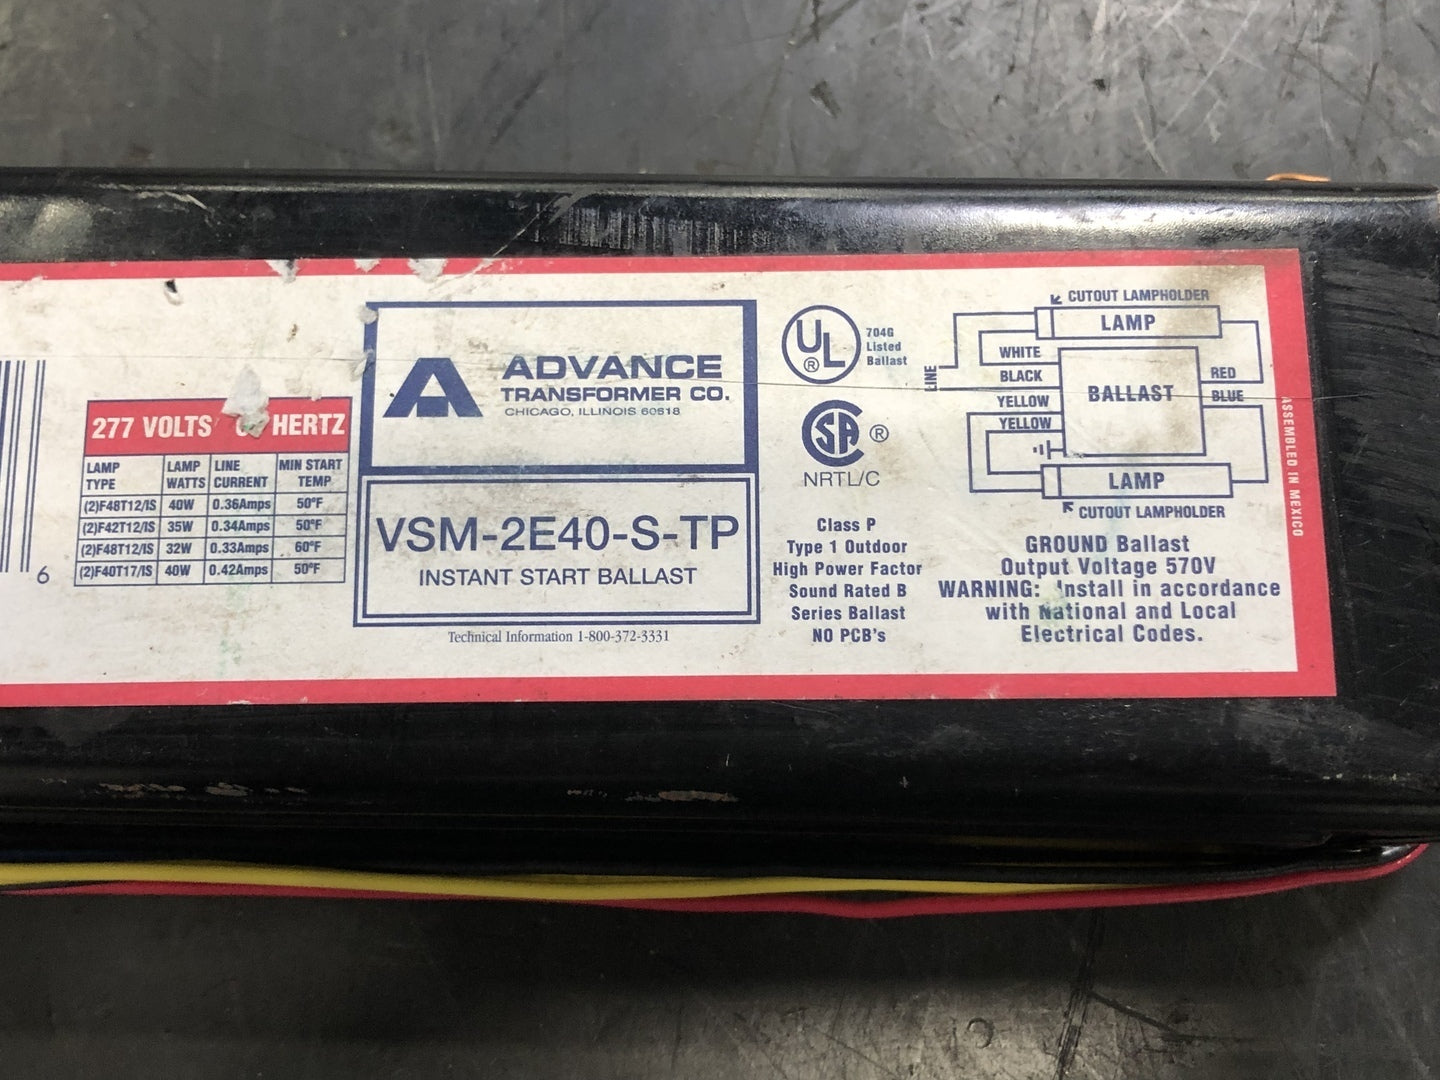 6
277 VOLTS 6 HERTZ
LAMP TYPE LAMP WATTS LINE CURRENT MIN START TEMP
(2)F48T12/IS 40W 0.36Amps 50°F
(2)F42T12/IS 35W 0.34Amps 50°F
(2)F48T12/IS 32W 0.33Amps 60°F
(2)F40T17/IS 40W 0.42Amps 50°F
A ADVANCE
TRANSFORMER CO.
CHICAGO, ILLINOIS 60618
VSM-2E40-S-TP
INSTANT START BALLAST
Technical Information 1-800-372-3331
UL ®
704G
Listed
Ballast
CSA ®
NRTL/C
Class P
Type 1 Outdoor
High Power Factor
Sound Rated B
Series Ballast
NO PCB's
CUTOUT LAMPHOLDER
LAMP
LINE
WHITE
BLACK
YELLOW
YELLOW
BALLAST
RED
BLUE
LAMP
CUTOUT LAMPHOLDER
GROUND Ballast
Output Voltage 570V
WARNING: Install in accordance
with National and Local
Electrical Codes.
ASSEMBLED IN MEXICO